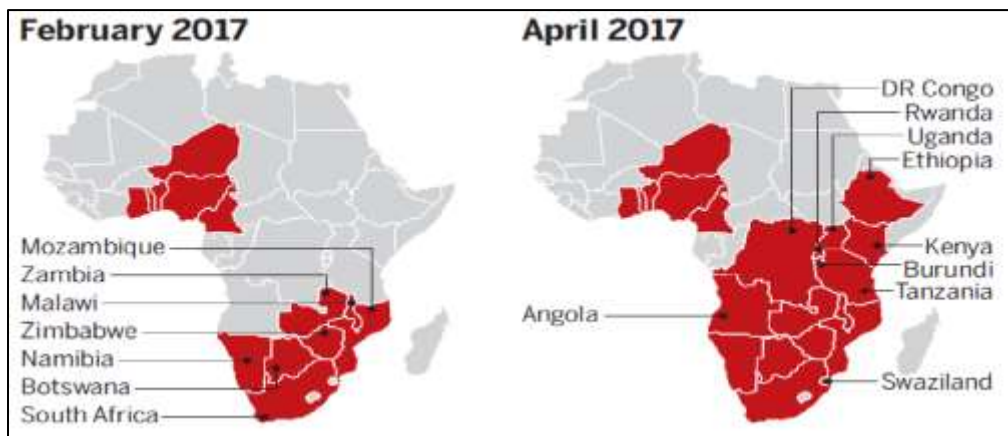 February 2017
Mozambique
Zambia
Malawi
Zimbabwe
Namibia
Botswana
South Africa
April 2017
DR Congo
Rwanda
Uganda
Ethiopia
Kenya
Burundi
Tanzania
Angola
Swaziland